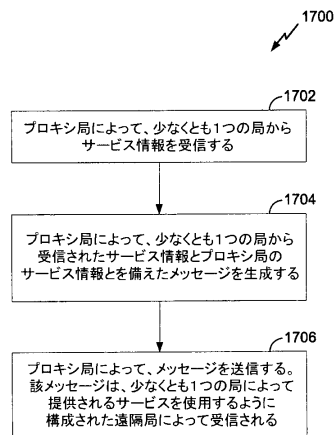 1700
1702
プロキシ局によって、少なくとも1つの局から
サービス情報を受信する
1704
プロキシ局によって、少なくとも1つの局から
受信されたサービス情報とプロキシ局の
サービス情報とを備えたメッセージを生成する
1706
プロキシ局によって、メッセージを送信する。
該メッセージは、少なくとも1つの局によって
提供されるサービスを使用するように
構成された遠隔局によって受信される